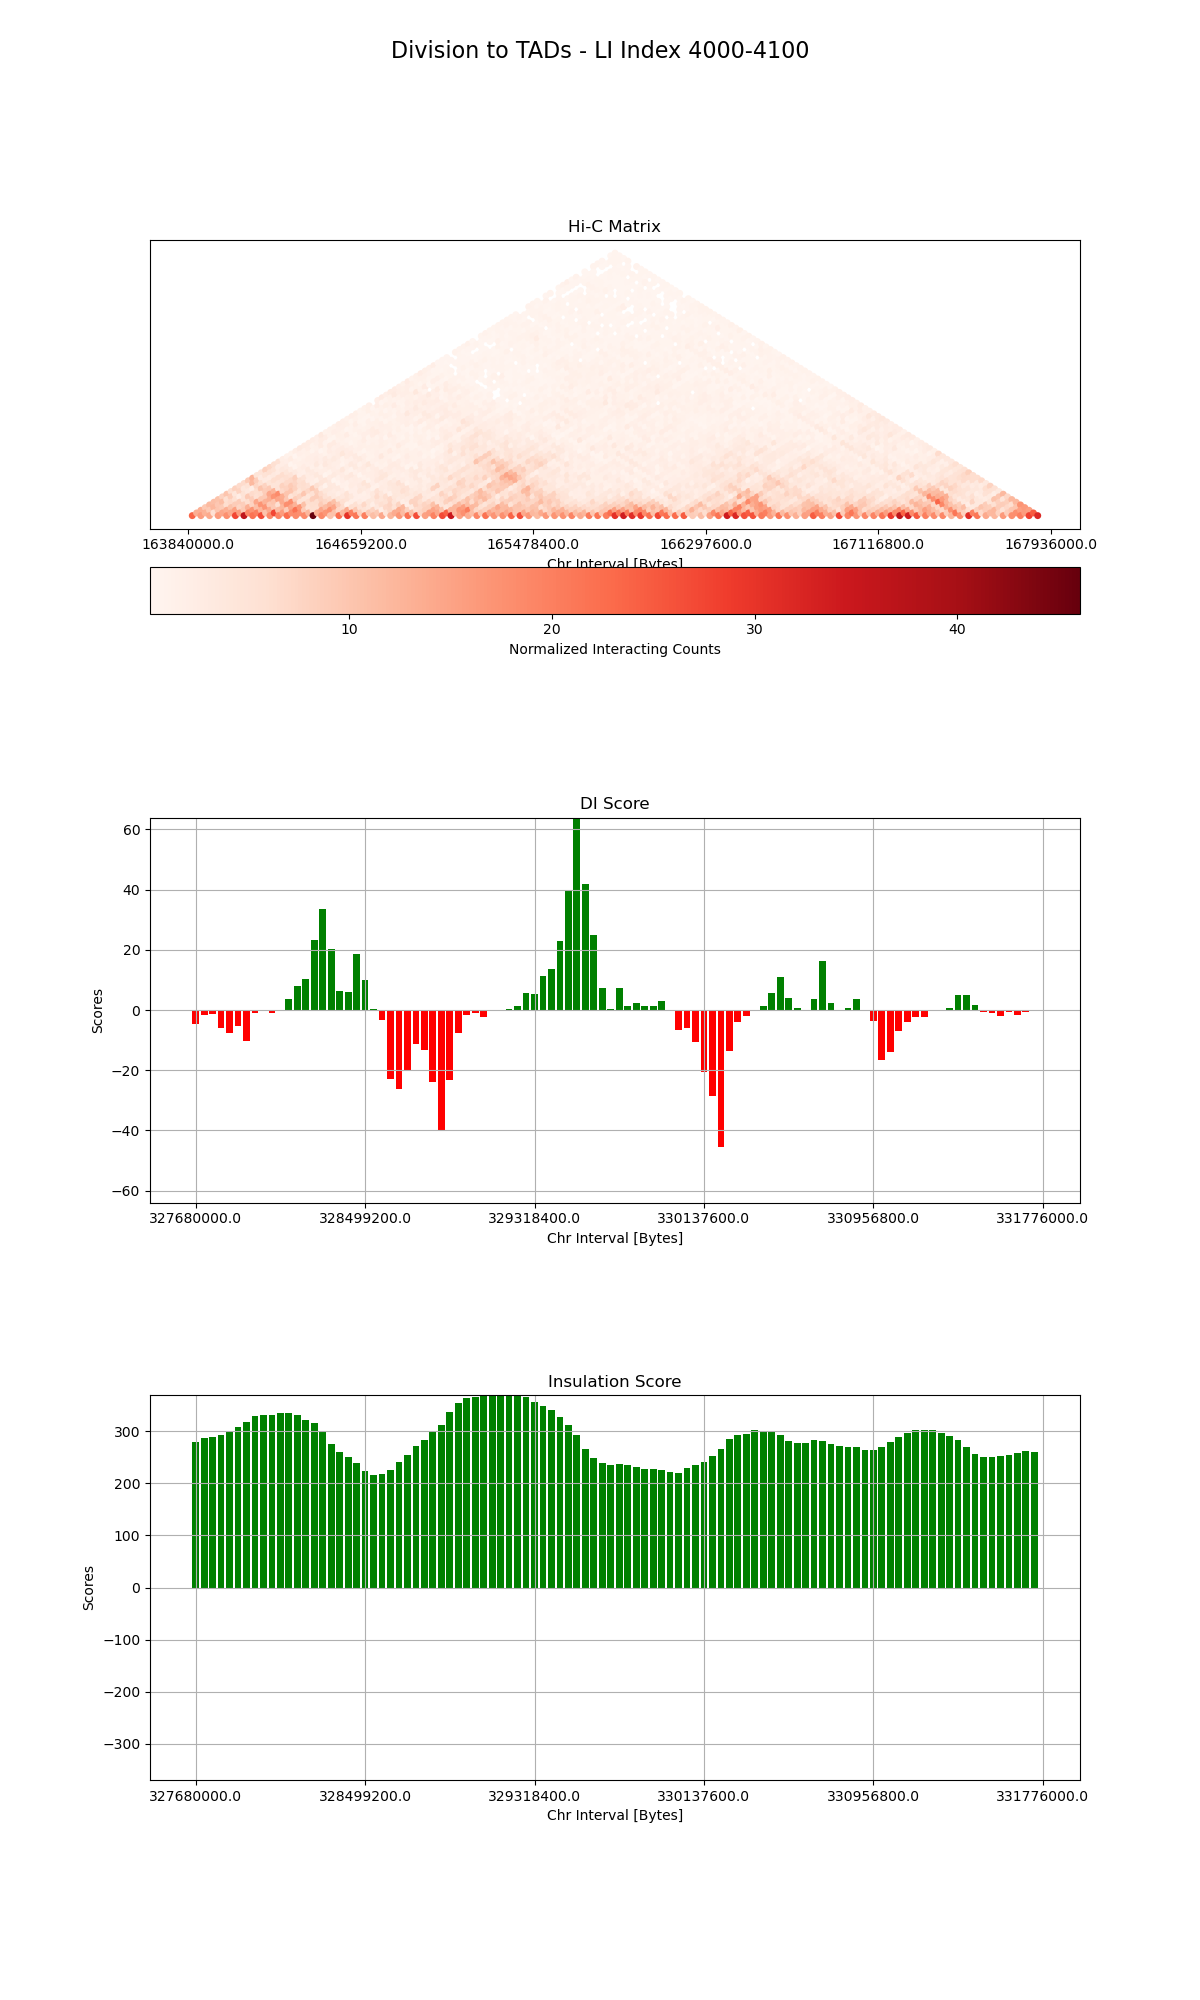 Division to TADs - LI Index 4000-4100
Hi-C Matrix
163840000.0 164659200.0 165478400.0 166297600.0 167116800.0 167936000.0
Chr Interval [Bytes]
10 20 30 40
Normalized Interacting Counts
DI Score
60
40
20
0
−20
−40
−60
Scores
327680000.0 328499200.0 329318400.0 330137600.0 330956800.0 331776000.0
Chr Interval [Bytes]
Insulation Score
300
200
100
0
−100
−200
−300
Scores
327680000.0 328499200.0 329318400.0 330137600.0 330956800.0 331776000.0
Chr Interval [Bytes]